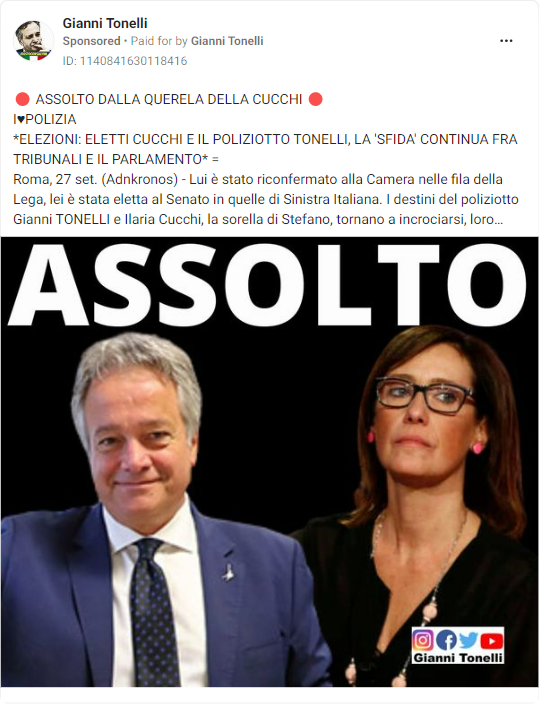 Gianni Tonelli
Sponsored • Paid for by Gianni Tonelli
ID: 1140841630118416
🔴 ASSOLTO DALLA QUERELA DELLA CUCCHI 🔴
I♥POLIZIA
*ELEZIONI: ELETTI CUCCHI E IL POLIZIOTTO TONELLI, LA 'SFIDA' CONTINUA FRA
TRIBUNALI E IL PARLAMENTO* =
Roma, 27 set. (Adnkronos) - Lui è stato riconfermato alla Camera nelle fila della
Lega, lei è stata eletta al Senato in quelle di Sinistra Italiana. I destini del poliziotto
Gianni TONELLI e Ilaria Cucchi, la sorella di Stefano, tornano a incrociarsi, loro...
ASSOLTO
Gianni Tonelli